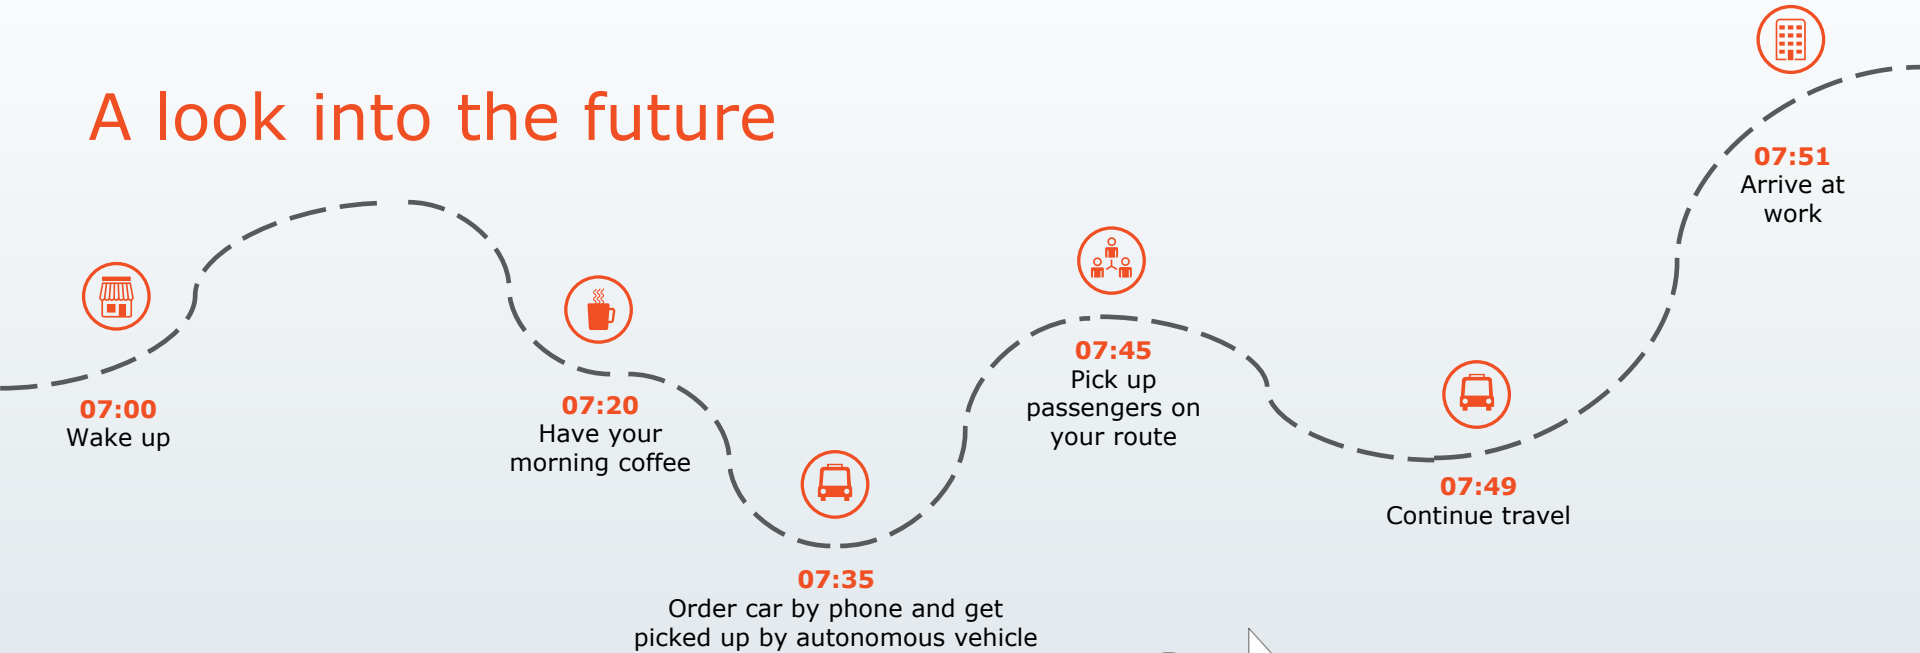 A look into the future
07:00
Wake up
07:20
Have your
morning coffee
07:35
Order car by phone and get
picked up by autonomous vehicle
07:45
Pick up
passengers on
your route
07:49
Continue travel
07:51
Arrive at
work